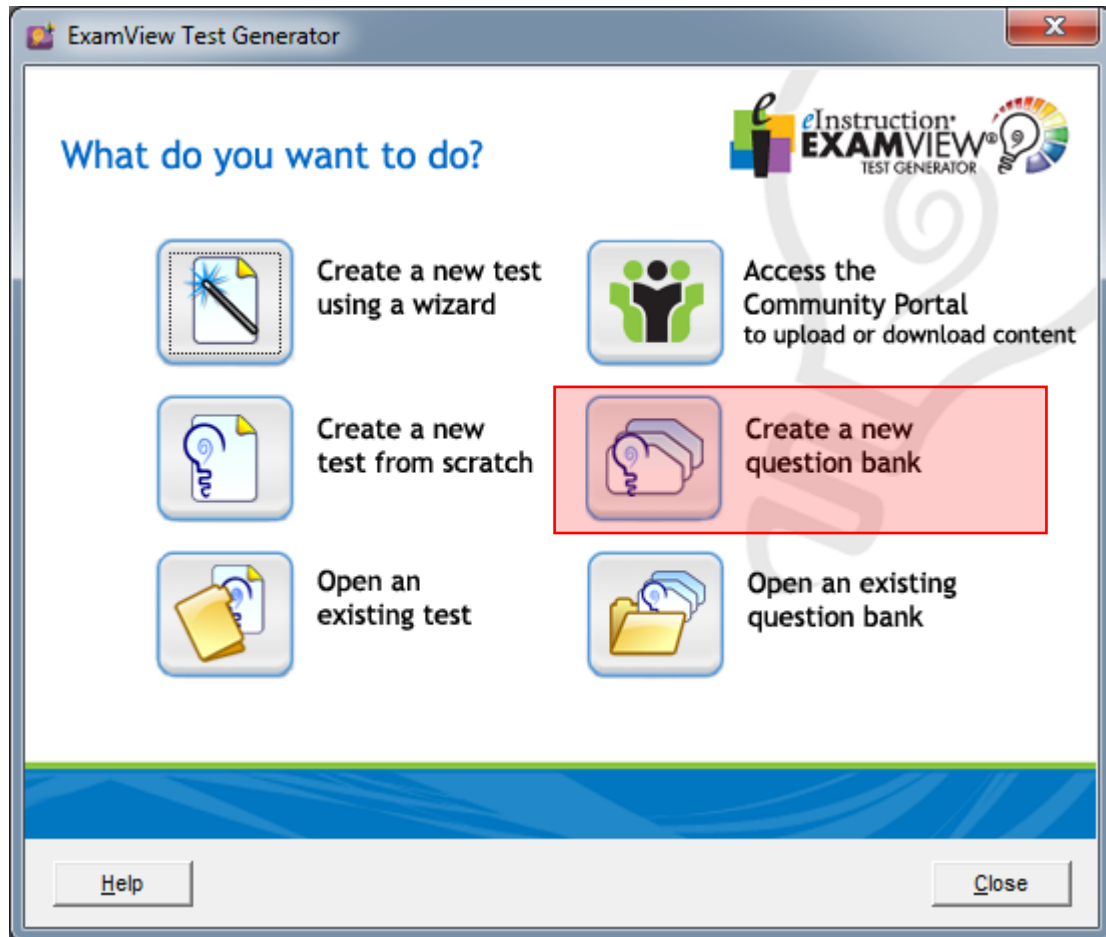 ExamView Test Generator
What do you want to do?
eInstruction®
EXAMVIEW®
TEST GENERATOR
Create a new test
using a wizard
Access the
Community Portal
to upload or download content
Create a new
test from scratch
Create a new
question bank
Open an
existing test
Open an existing
question bank
Help
Close